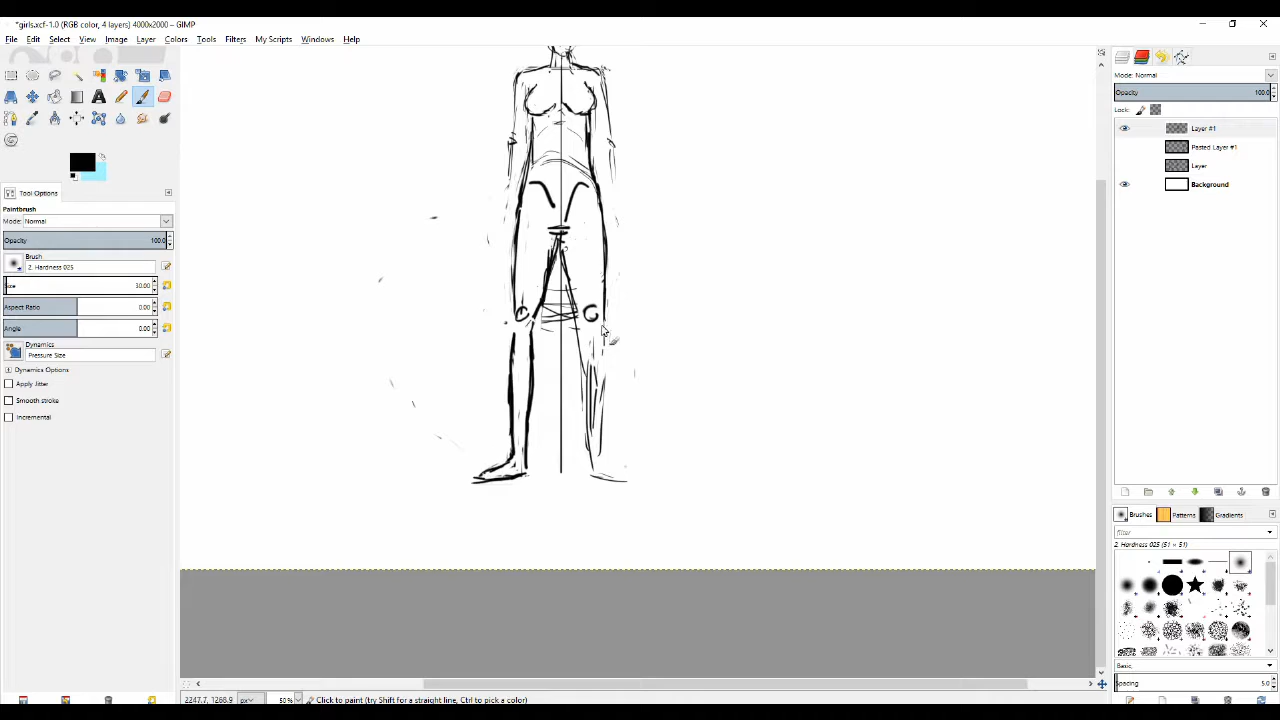 *girls.xcf-1.0 (RGB color, 4 layers) 4000x2000 – GIMP
File Edit Select View Image Layer Colors Tools Filters My Scripts Windows Help
Mode: Normal
Opacity 100.0
Lock:
Layer #1
Pasted Layer #1
Layer
Background
Tool Options
Paintbrush
Mode: Normal
Opacity 100.0
Brush
2. Hardness 025
Size 30.00
Aspect Ratio 0.00
Angle 0.00
Dynamics
Pressure Size
Dynamics Options
Apply Jitter
Smooth stroke
Incremental
Brushes Patterns Gradients
filter
2. Hardness 025 (51 × 51)
Basic,
Spacing 5.0
2247.7, 1268.9 px 50% Click to paint (try Shift for a straight line, Ctrl to pick a color)